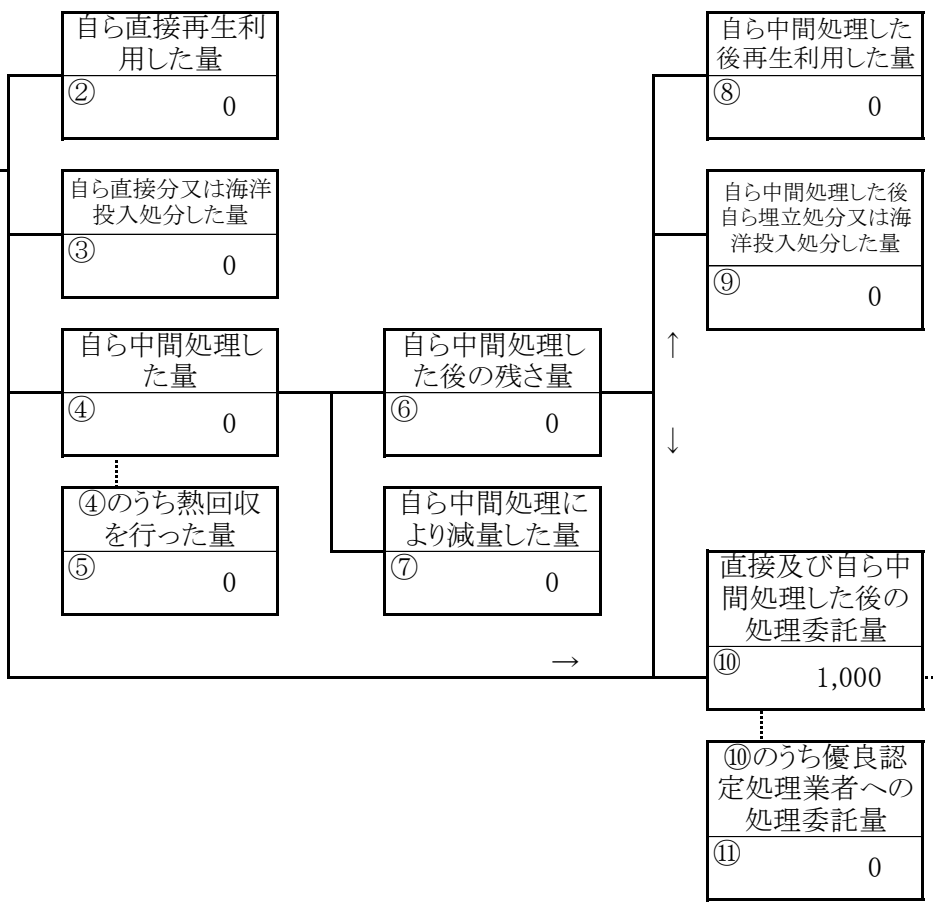 自ら直接再生利
用した量
②
0
自ら直接分又は海洋
投入処分した量
③
0
自ら中間処理し
た量
④
0
④のうち熱回収
を行った量
⑤
0
自ら中間処理し
た後の残さ量
⑥
0
自ら中間処理に
より減量した量
⑦
0
→
↑
↓
自ら中間処理した
後再生利用した量
⑧
0
自ら中間処理した後
自ら埋立処分又は海
洋投入処分した量
⑨
0
直接及び自ら中
間処理した後の
処理委託量
⑩
1,000
⑩のうち優良認
定処理業者への
処理委託量
⑪
0